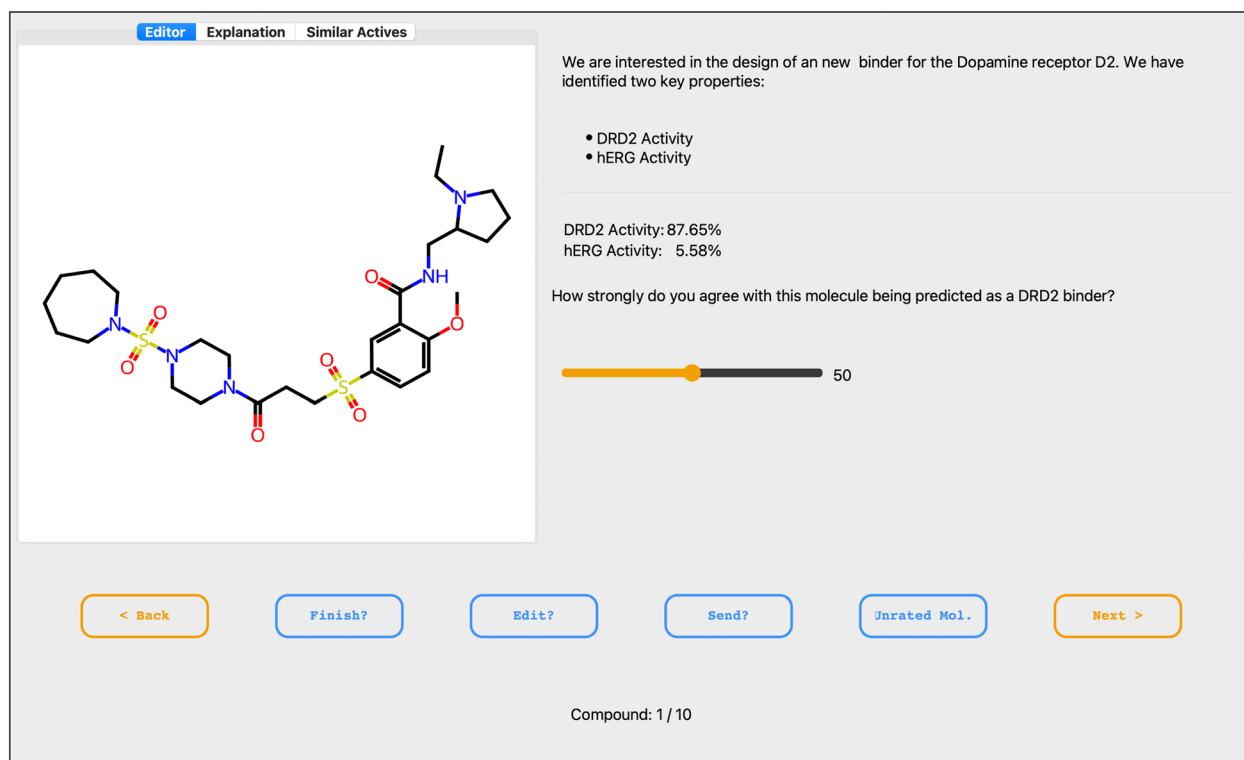 Editor Explanation Similar Actives
We are interested in the design of an new  binder for the Dopamine receptor D2. We have
identified two key properties:
• DRD2 Activity
• hERG Activity
DRD2 Activity: 87.65%
hERG Activity: 5.58%
How strongly do you agree with this molecule being predicted as a DRD2 binder?
50
N
O
NH
O
N
O
S
O
N
N
O
O
S
O
< Back
Finish?
Edit?
Send?
Unrated Mol.
Next >
Compound: 1 / 10